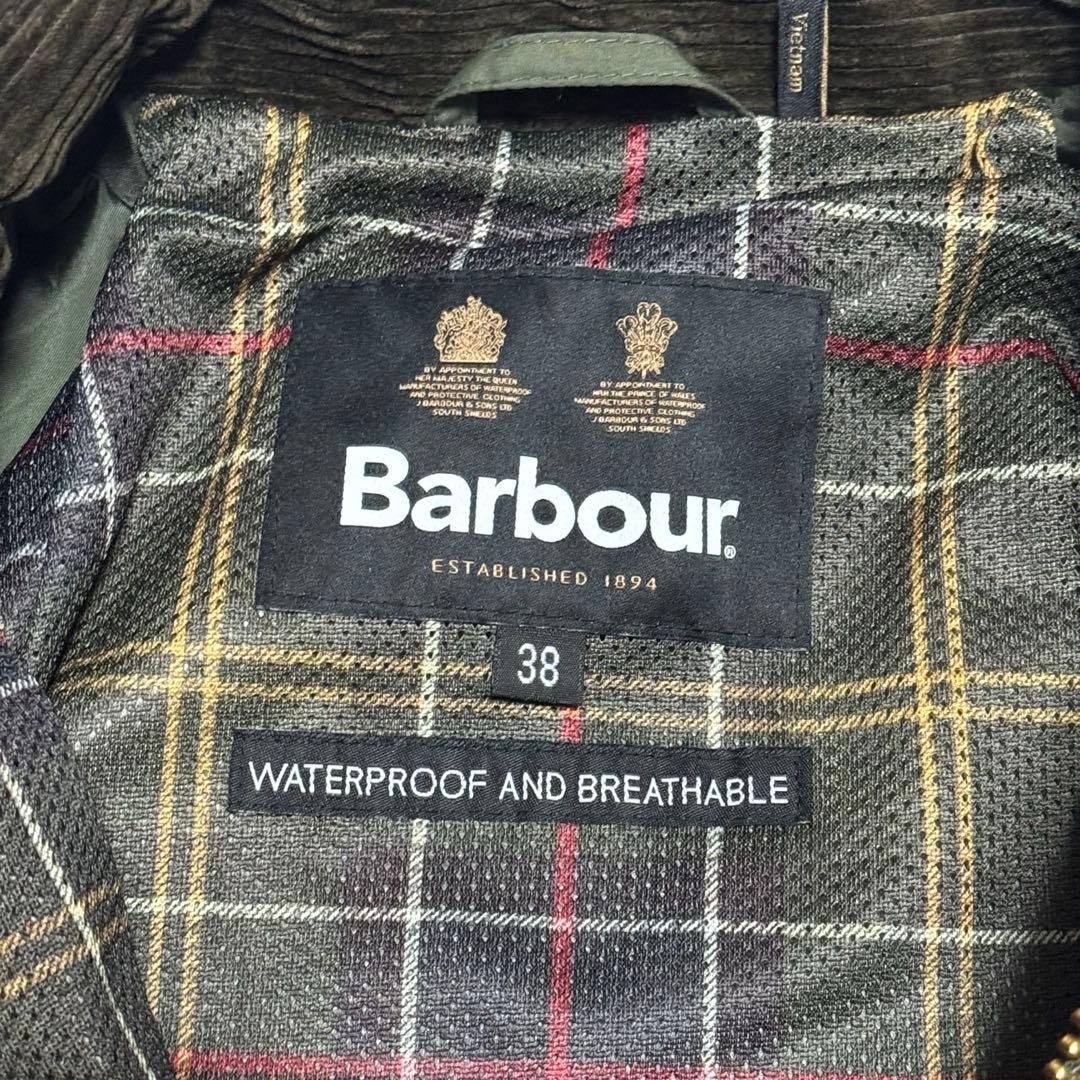 Vietnam
BY APPOINTMENT TO
HER MAJESTY THE QUEEN
MANUFACTURERS OF WATERPROOF
AND PROTECTIVE CLOTHING
J BARBOUR & SONS LTD
SOUTH SHIELDS
BY APPOINTMENT TO
HRH THE PRINCE OF WALES
MANUFACTURERS OF WATERPROOF
AND PROTECTIVE CLOTHING
J BARBOUR & SONS LTD
SOUTH SHIELDS
Barbour®
ESTABLISHED 1894
38
WATERPROOF AND BREATHABLE